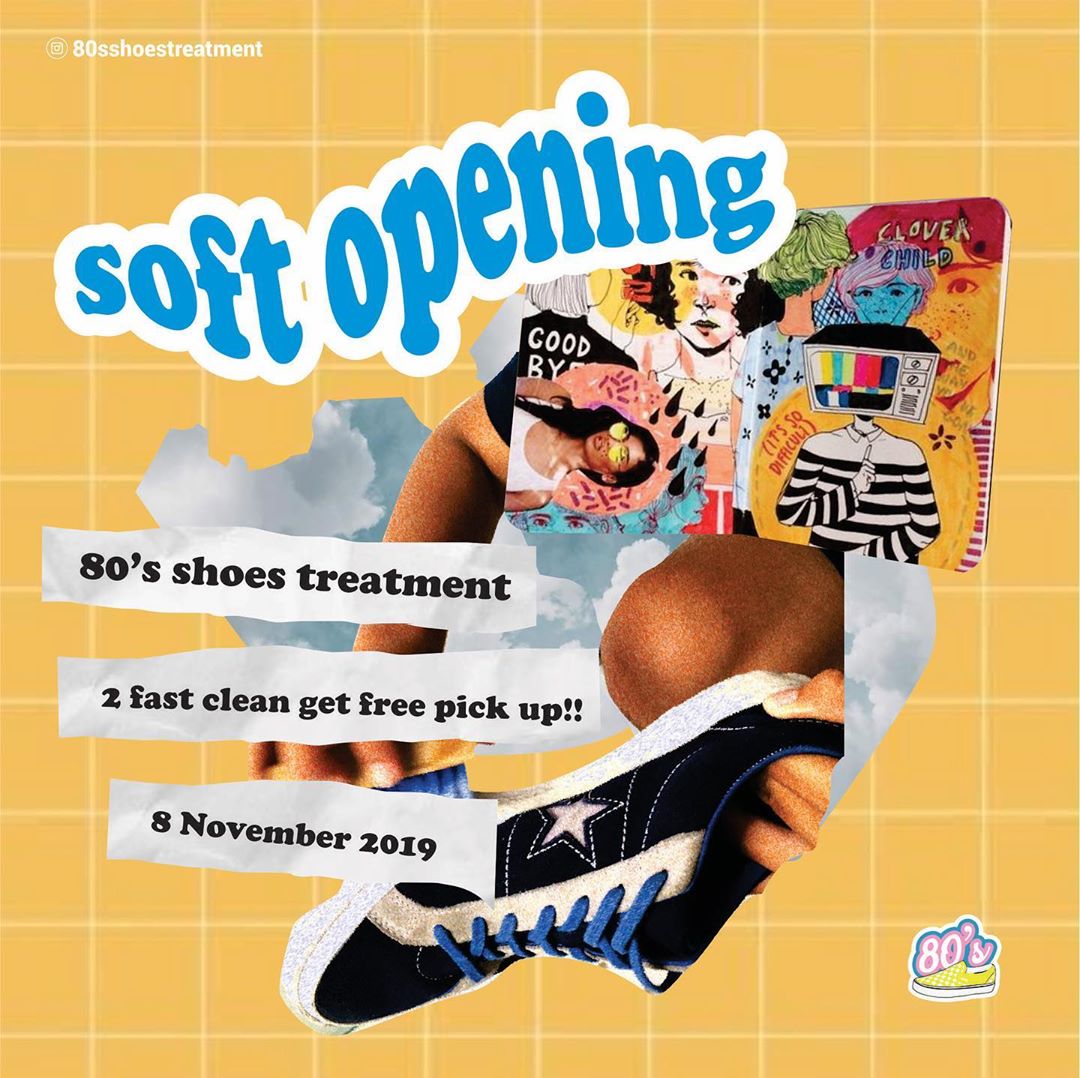 80sshoestreatment
soft opening
CLOVER
CHILD
GOOD
(IT'S SO
DIFFICULT)
80's shoes treatment
2 fast clean get free pick up!!
8 November 2019
80's